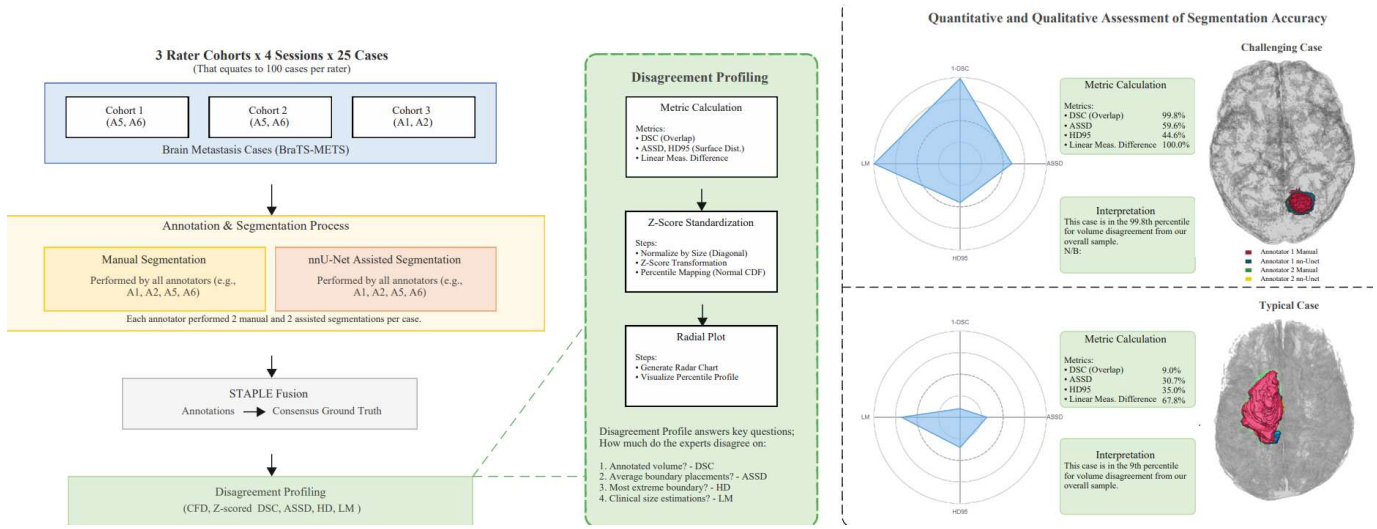 3 Rater Cohorts x 4 Sessions x 25 Cases
(That equates to 100 cases per rater)
Cohort 1
(A5, A6)
Cohort 2
(A5, A6)
Cohort 3
(A1, A2)
Brain Metastasis Cases (BraTS-METS)
Annotation & Segmentation Process
Manual Segmentation
Performed by all annotators (e.g.,
A1, A2, A5, A6)
nnU-Net Assisted Segmentation
Performed by all annotators (e.g.,
A1, A2, A5, A6)
Each annotator performed 2 manual and 2 assisted segmentations per case.
STAPLE Fusion
Annotations
Consensus Ground Truth
Disagreement Profiling
(CFD, Z-scored DSC, ASSD, HD, LM )
Disagreement Profiling
Metric Calculation
Metrics:
• DSC (Overlap)
• ASSD, HD95 (Surface Dist.)
• Linear Meas. Difference
Z-Score Standardization
Steps:
• Normalize by Size (Diagonal)
• Z-Score Transformation
• Percentile Mapping (Normal CDF)
Radial Plot
Steps:
• Generate Radar Chart
• Visualize Percentile Profile
Disagreement Profile answers key questions;
How much do the experts disagree on:
1. Annotated volume? - DSC
2. Average boundary placements? - ASSD
3. Most extreme boundary? - HD
4. Clinical size estimations? - LM
Quantitative and Qualitative Assessment of Segmentation Accuracy
Challenging Case
1-DSC
LM
ASSD
HD95
Metric Calculation
Metrics:
• DSC (Overlap) 99.8%
• ASSD 59.6%
• HD95 44.6%
• Linear Meas. Difference 100.0%
Interpretation
This case is in the 99.8th percentile
for volume disagreement from our
overall sample.
N/B:
Annotator 1 Manual
Annotator 1 nn-Unet
Annotator 2 Manual
Annotator 2 nn-Unet
Typical Case
1-DSC
LM
ASSD
HD95
Metric Calculation
Metrics:
• DSC (Overlap) 9.0%
• ASSD 30.7%
• HD95 35.0%
• Linear Meas. Difference 67.8%
Interpretation
This case is in the 9th percentile
for volume disagreement from our
overall sample.